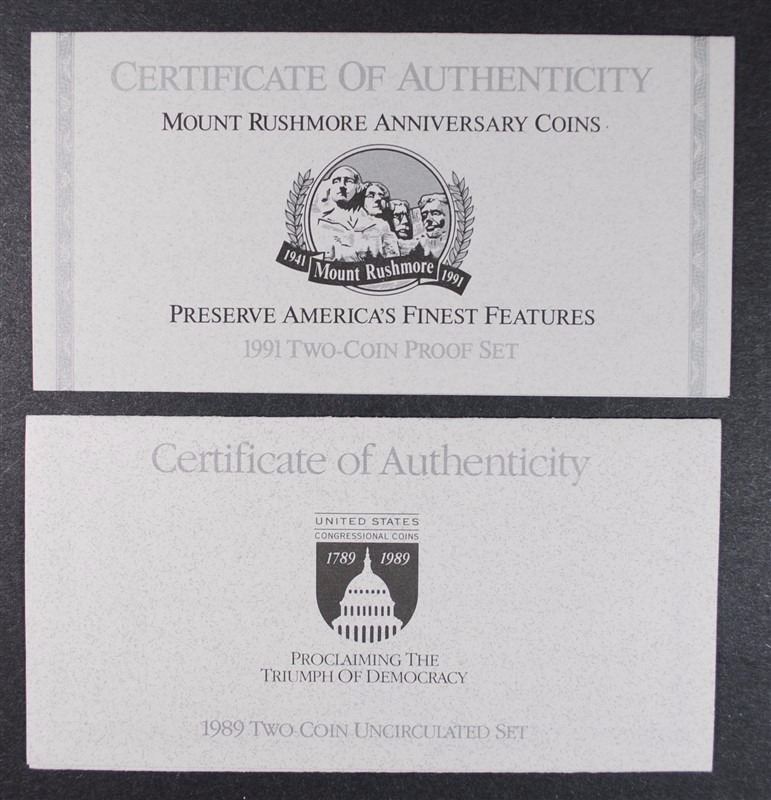 CERTIFICATE OF AUTHENTICITY
MOUNT RUSHMORE ANNIVERSARY COINS
1941 Mount Rushmore 1991
PRESERVE AMERICA'S FINEST FEATURES
1991 TWO-COIN PROOF SET
Certificate of Authenticity
UNITED STATES
CONGRESSIONAL COINS
1789 1989
PROCLAIMING THE
TRIUMPH OF DEMOCRACY
1989 TWO-COIN UNCIRCULATED SET